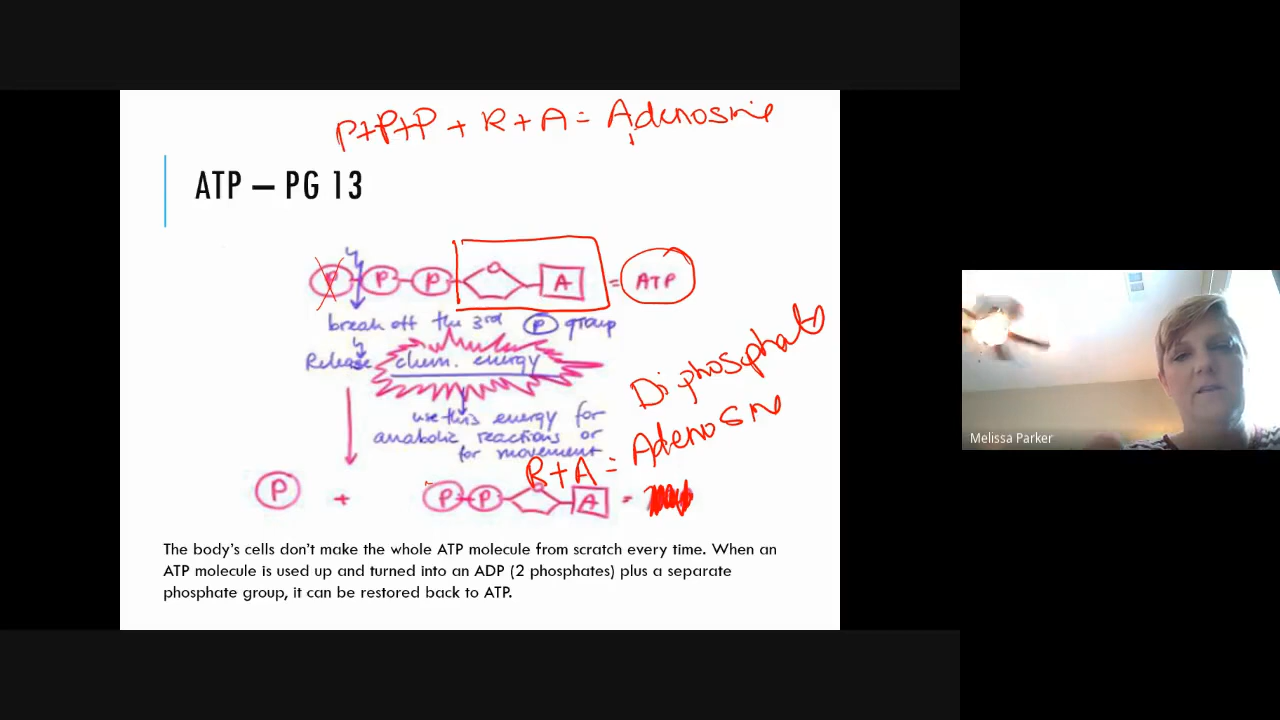 P+P+P + R + A = Adenosine
ATP – PG 13
P P P A = ATP
break off the 3rd P group
Release chem. energy
use this energy for
anabolic reactions or
for movement
Diphosphate
R+A = Adenosine
P + P P A =
The body's cells don't make the whole ATP molecule from scratch every time. When an
ATP molecule is used up and turned into an ADP (2 phosphates) plus a separate
phosphate group, it can be restored back to ATP.
Melissa Parker